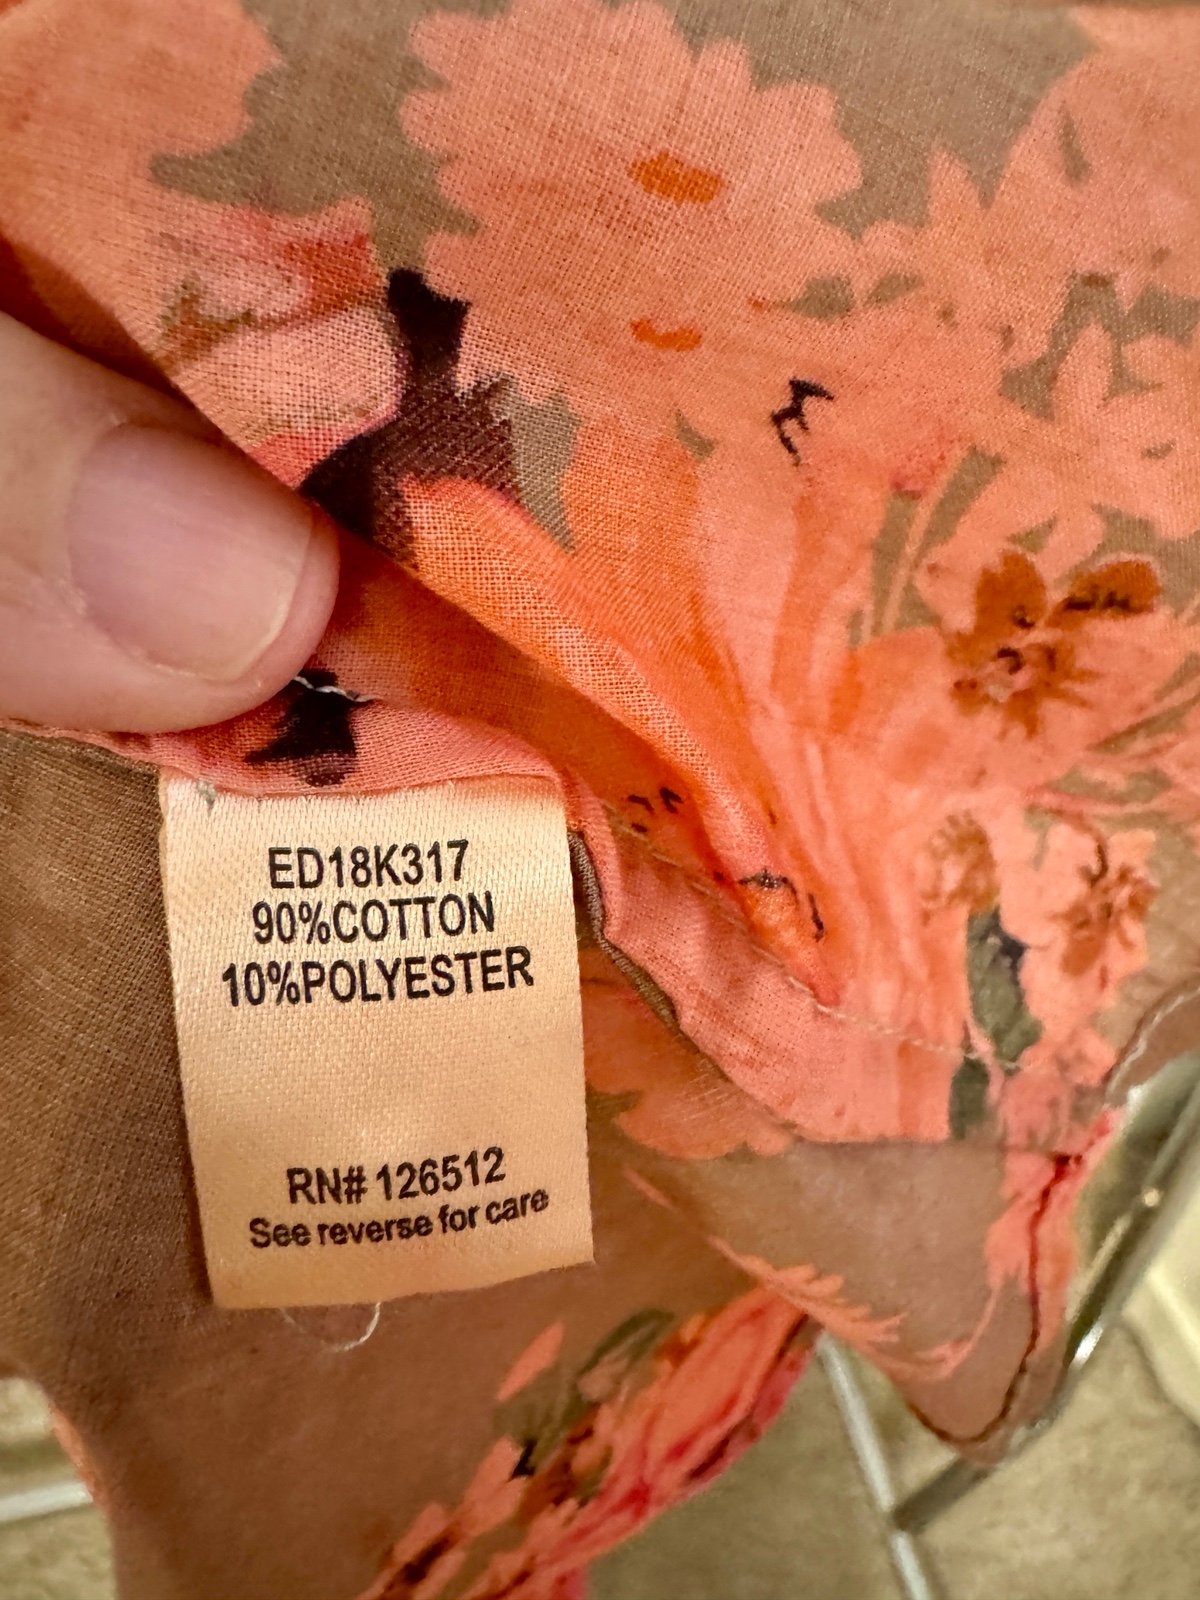 ED18K317
90%COTTON
10%POLYESTER
RN# 126512
See reverse for care